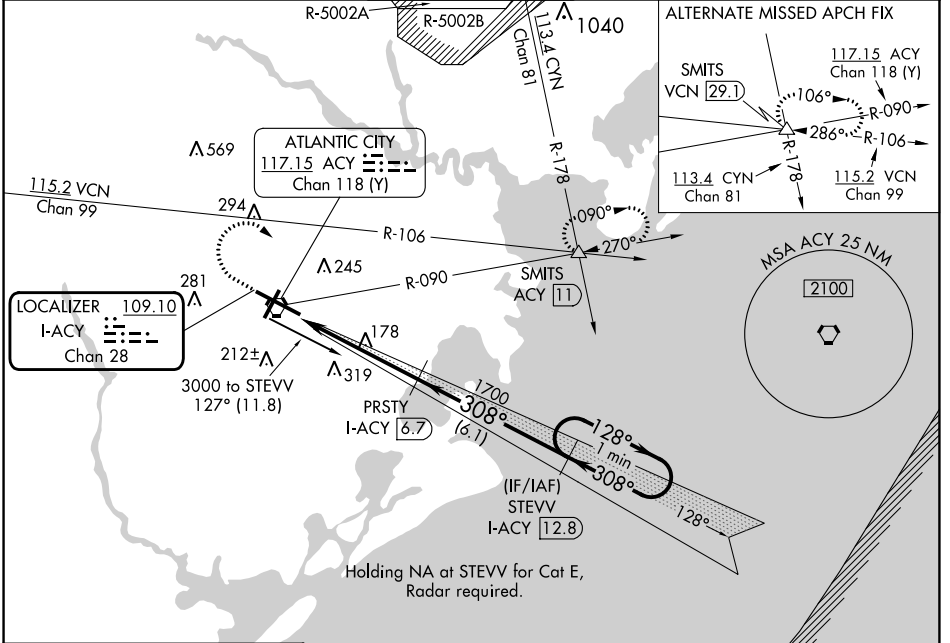 R-5002A
R-5002B
1040
113.4 CYN
Chan 81
R-178
ALTERNATE MISSED APCH FIX
SMITS
VCN 29.1
117.15 ACY
Chan 118 (Y)
106°
R-090
286°
R-106
R-178
113.4 CYN
Chan 81
115.2 VCN
Chan 99
569
ATLANTIC CITY
117.15 ACY
Chan 118 (Y)
115.2 VCN
Chan 99
294
R-106
090°
270°
245
R-090
SMITS
ACY 11
MSA ACY 25 NM
2100
281
LOCALIZER 109.10
I-ACY
Chan 28
178
212±
319
3000 to STEVV
127° (11.8)
PRSTY
I-ACY 6.7
1700
308°
(6.1)
128°
1 min
308°
128°
(IF/IAF)
STEVV
I-ACY 12.8
Holding NA at STEVV for Cat E,
Radar required.